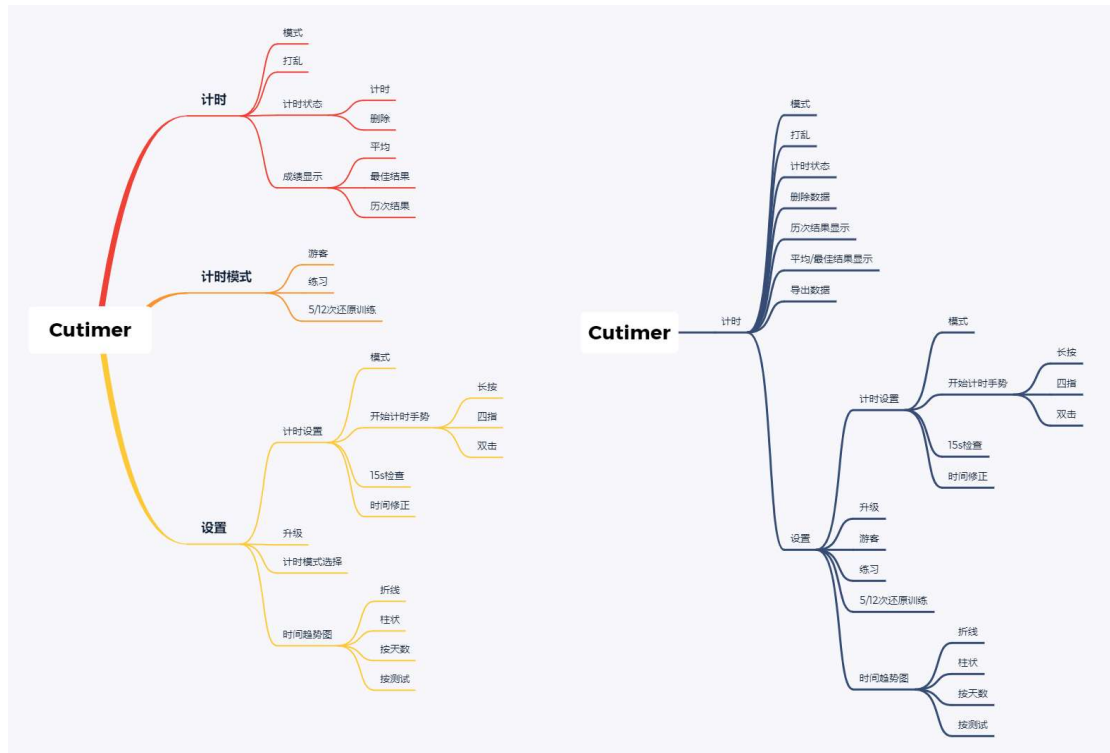 Cutimer
计时
模式
打乱
计时状态
计时
删除
成绩显示
平均
最佳结果
历次结果
计时模式
游客
练习
5/12次还原训练
设置
计时设置
模式
开始计时手势
长按
四指
双击
15s检查
时间修正
升级
计时模式选择
时间趋势图
折线
柱状
按天数
按测试
Cutimer
计时
模式
打乱
计时状态
删除数据
历次结果显示
平均/最佳结果显示
导出数据
设置
计时设置
模式
开始计时手势
长按
四指
双击
15s检查
时间修正
升级
游客
练习
5/12次还原训练
时间趋势图
折线
柱状
按天数
按测试